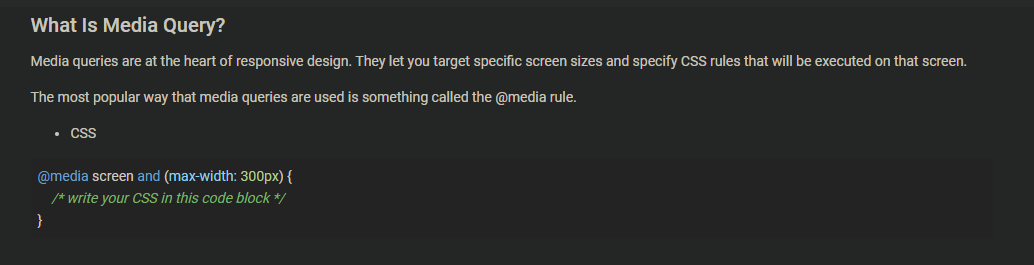 What Is Media Query?
Media queries are at the heart of responsive design. They let you target specific screen sizes and specify CSS rules that will be executed on that screen.
The most popular way that media queries are used is something called the @media rule.
• CSS
@media screen and (max-width: 300px) {
/* write your CSS in this code block */
}